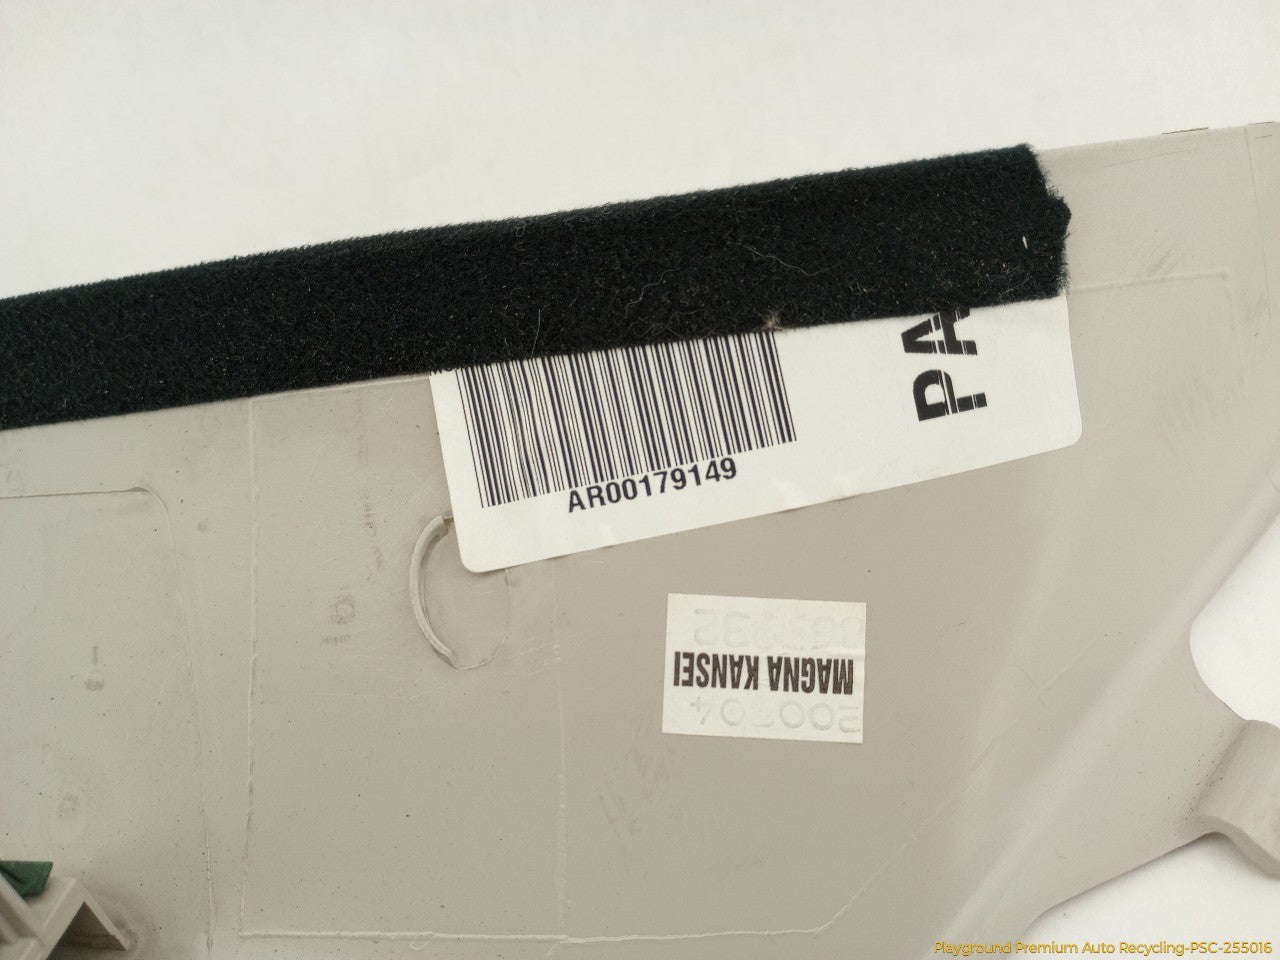 PA
AR00179149
MAGNA KANSEI
Playground Premium Auto Recycling-PSC-255016